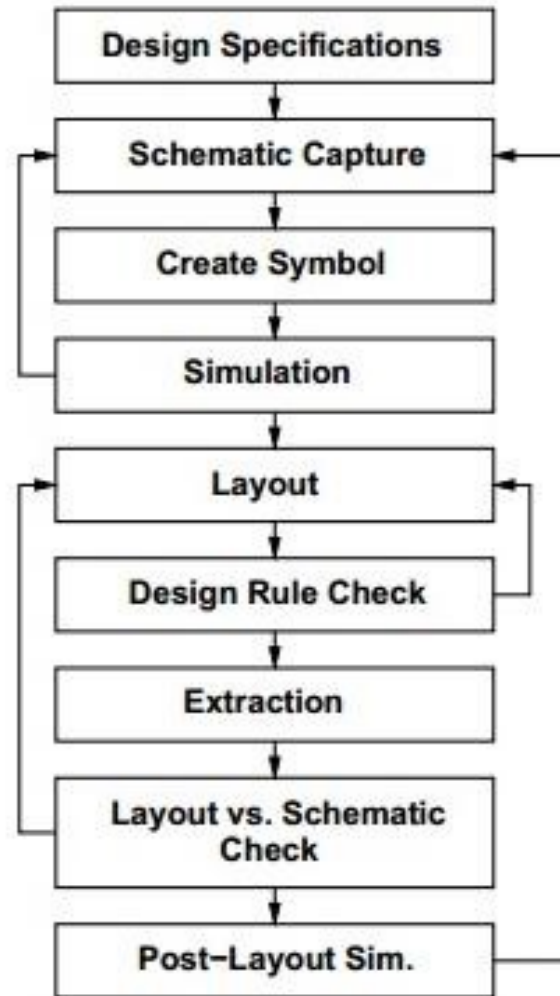 Design Specifications
Schematic Capture
Create Symbol
Simulation
Layout
Design Rule Check
Extraction
Layout vs. Schematic
Check
Post−Layout Sim.